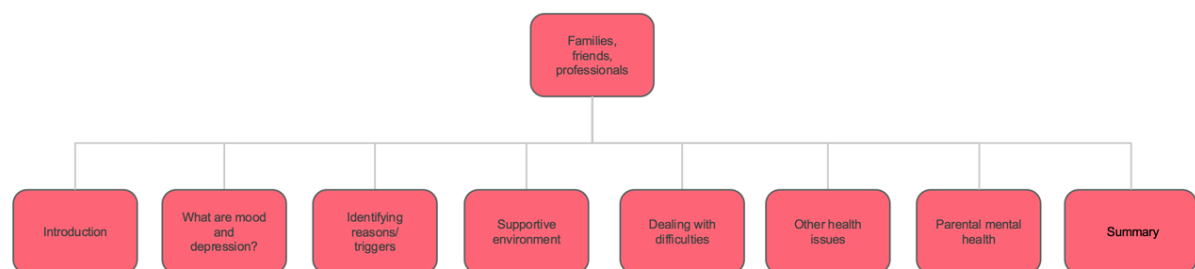 Families,
friends,
professionals
Introduction
What are mood
and
depression?
Identifying
reasons/
triggers
Supportive
environment
Dealing with
difficulties
Other health
issues
Parental mental
health
Summary